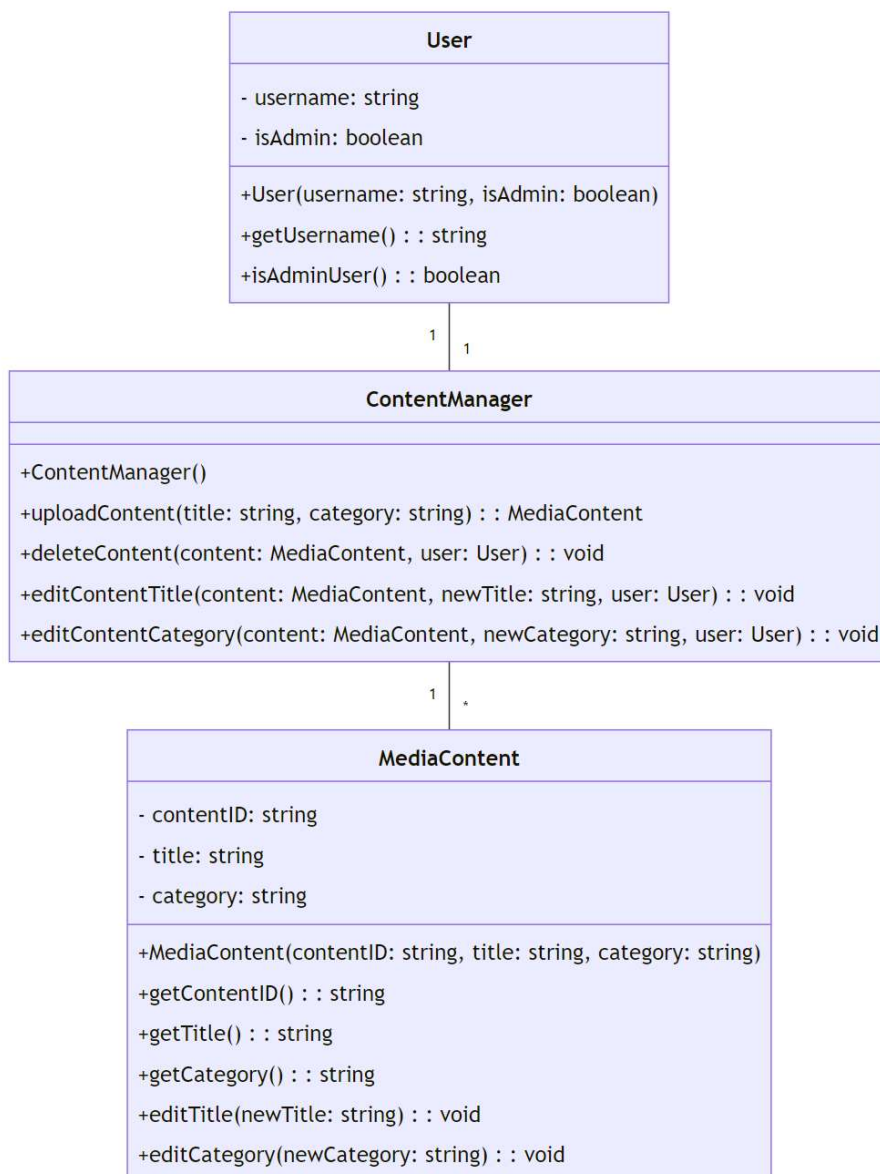 User
- username: string
- isAdmin: boolean
+User(username: string, isAdmin: boolean)
+getUsername() : : string
+isAdminUser() : : boolean
1
1
ContentManager
+ContentManager()
+uploadContent(title: string, category: string) : : MediaContent
+deleteContent(content: MediaContent, user: User) : : void
+editContentTitle(content: MediaContent, newTitle: string, user: User) : : void
+editContentCategory(content: MediaContent, newCategory: string, user: User) : : void
1
*
MediaContent
- contentID: string
- title: string
- category: string
+MediaContent(contentID: string, title: string, category: string)
+getContentID() : : string
+getTitle() : : string
+getCategory() : : string
+editTitle(newTitle: string) : : void
+editCategory(newCategory: string) : : void